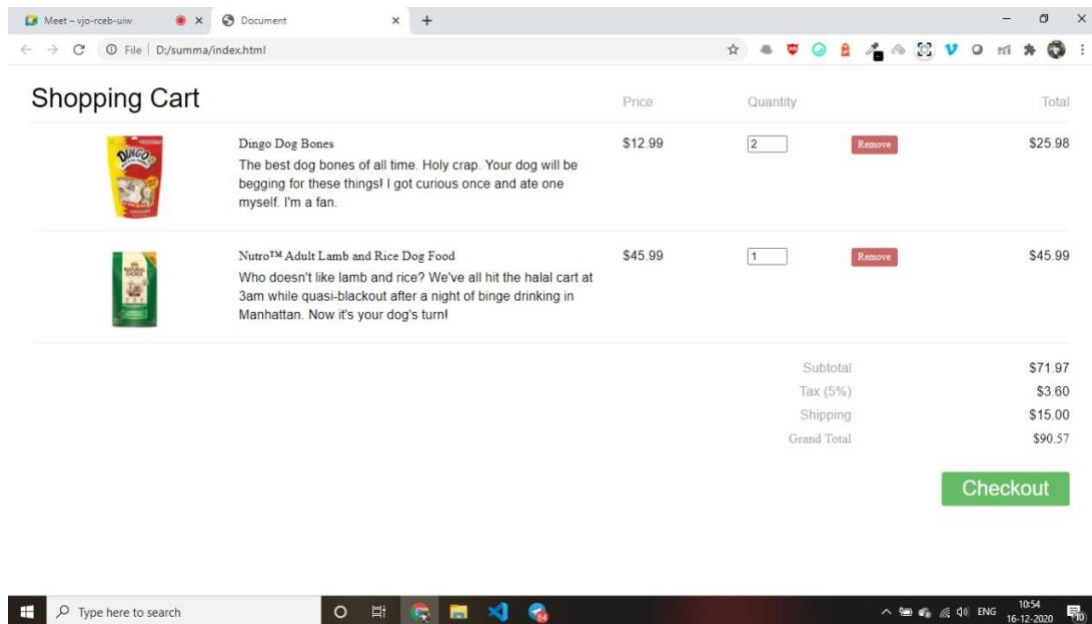 Meet – vjo-rceb-uiw
Document
File D:/summa/index.html
Shopping Cart Price Quantity Total
DINGO
Dingo Dog Bones $12.99 2 Remove $25.98
The best dog bones of all time. Holy crap. Your dog will be
begging for these things! I got curious once and ate one
myself. I'm a fan.
NATURAL
CHOICE
Nutro™ Adult Lamb and Rice Dog Food $45.99 1 Remove $45.99
Who doesn't like lamb and rice? We've all hit the halal cart at
3am while quasi-blackout after a night of binge drinking in
Manhattan. Now it's your dog's turn!
Subtotal $71.97
Tax (5%) $3.60
Shipping $15.00
Grand Total $90.57
Checkout
Type here to search
ENG
10:54
16-12-2020